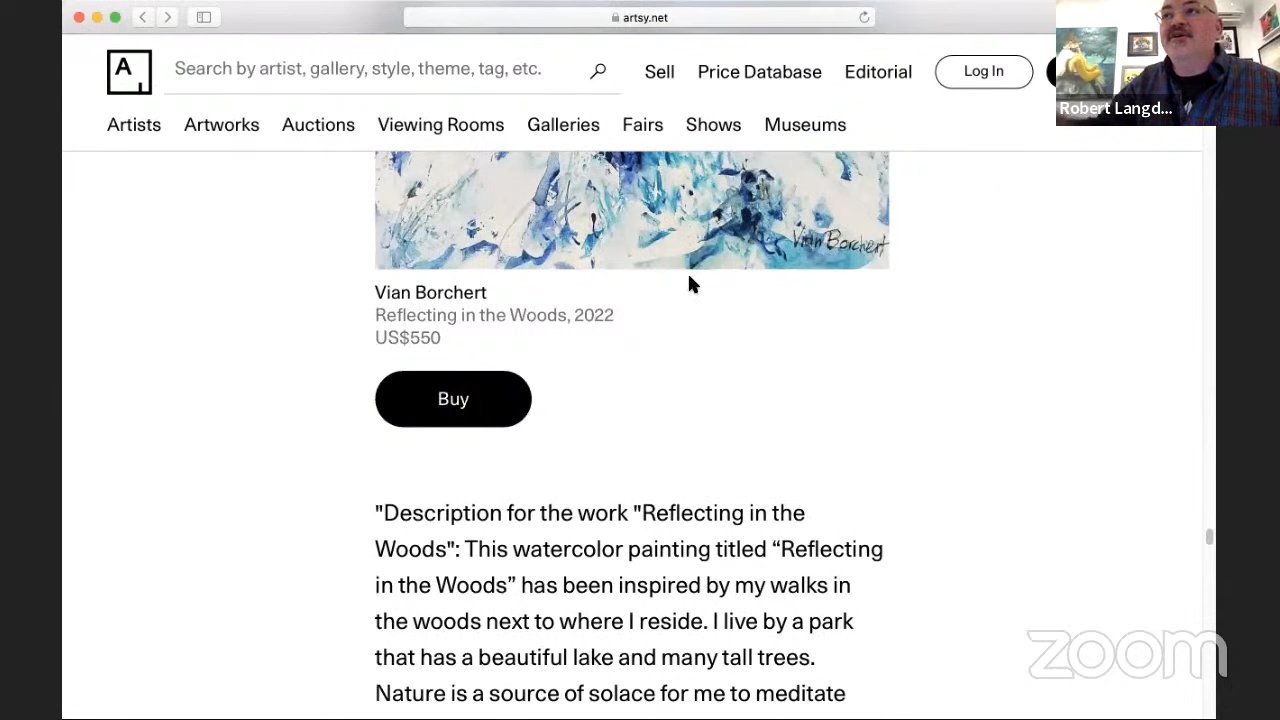 artsy.net
A
Search by artist, gallery, style, theme, tag, etc.
Sell
Price Database
Editorial
Log In
Robert Langd...
Artists
Artworks
Auctions
Viewing Rooms
Galleries
Fairs
Shows
Museums
Vian Borchert
Vian Borchert
Reflecting in the Woods, 2022
US$550
Buy
"Description for the work "Reflecting in the
Woods": This watercolor painting titled “Reflecting
in the Woods” has been inspired by my walks in
the woods next to where I reside. I live by a park
that has a beautiful lake and many tall trees.
Nature is a source of solace for me to meditate
zoom